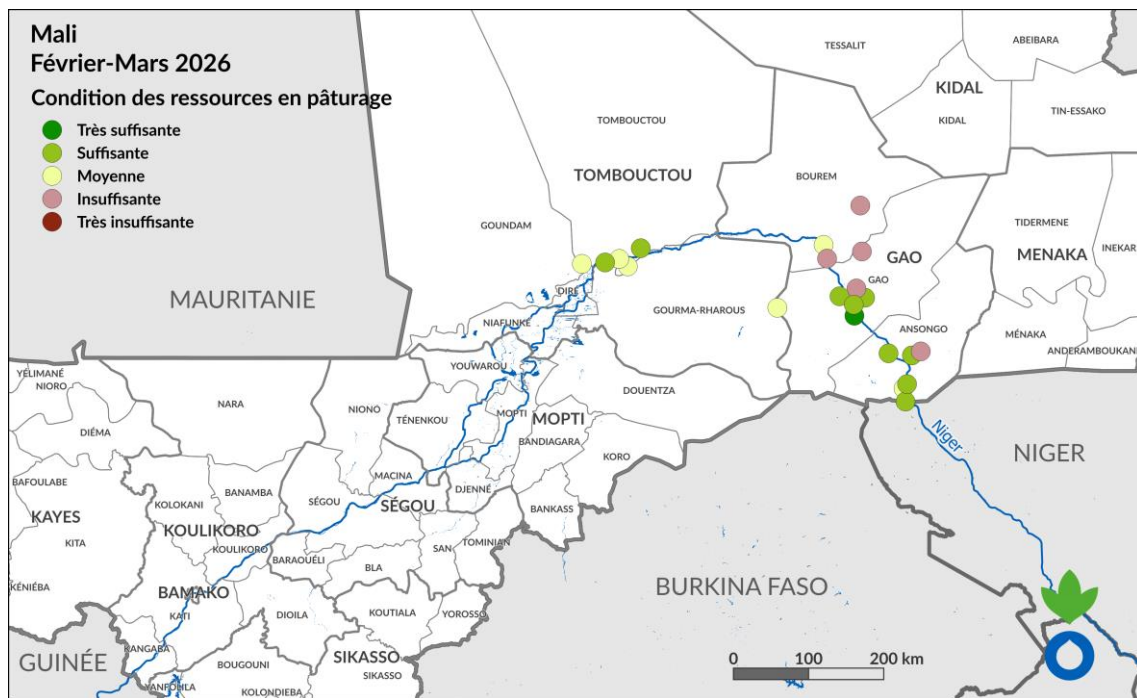 Mali
Février-Mars 2026
Condition des ressources en pâturage
Très suffisante
Suffisante
Moyenne
Insuffisante
Très insuffisante
TESSALIT
ABEIBARA
KIDAL
KIDAL
TIN-ESSAKO
TOMBOUCTOU
TOMBOUCTOU
BOUREM
GOUNDAM
TIDERMENE
INEKAR
MENAKA
GAO
GAO
MAURITANIE
DIRE
NIAFUNKE
GOURMA-RHAROUS
ANSONGO
MÉNAKA
ANDERAMBOUKANE
YOUWAROU
YÉLIMANÉ
NIORO
NARA
NIONO
TÉNENKOU
MOPTI
MOPTI
DOUENTZA
BANDIAGARA
DIÉMA
KORO
Niger
NIGER
BAFOULABE
MACINA
KOLOKANI
BANAMBA
SÉGOU
SÉGOU
DJENNÉ
BANKASS
KAYES
KOULIKORO
KITA
KOULIKORO
BARAOUÉLI
SAN
TOMINIAN
BLA
KÉNIÉBA
BAMAKO
KATI
DIOILA
KOUTIALA
YOROSSO
BURKINA FASO
KANGABA
SIKASSO
SIKASSO
GUINÉE
BOUGOUNI
YANFOHLA
KOLONDIEBA
0 100 200 km